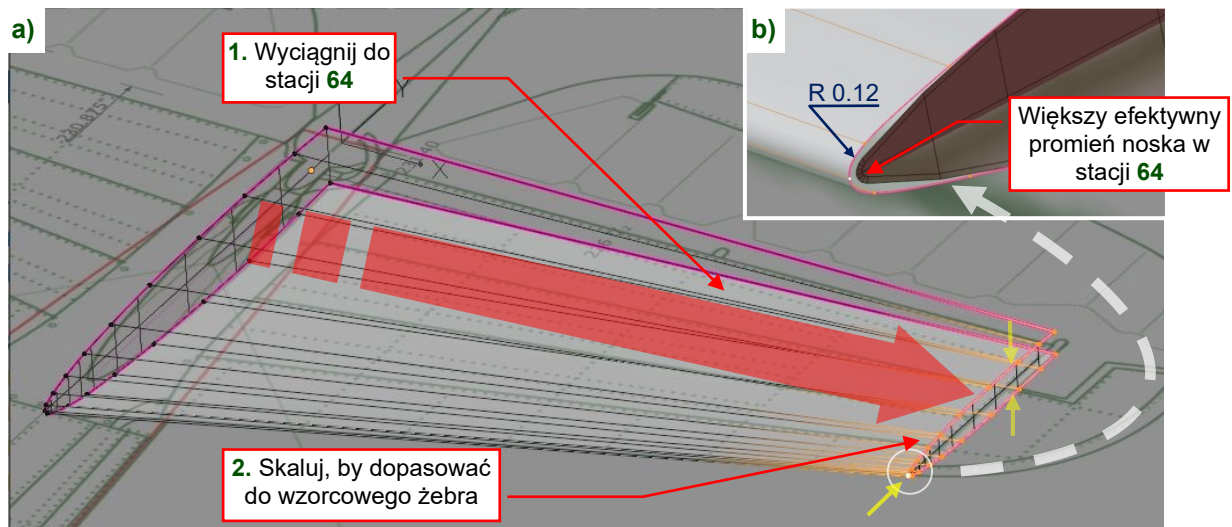 a)
1. Wyciągnij do
stacji 64
b)
R 0.12
Większy efektywny
promień noska w
stacji 64
Y
X
2. Skaluj, by dopasować
do wzorcowego żebra